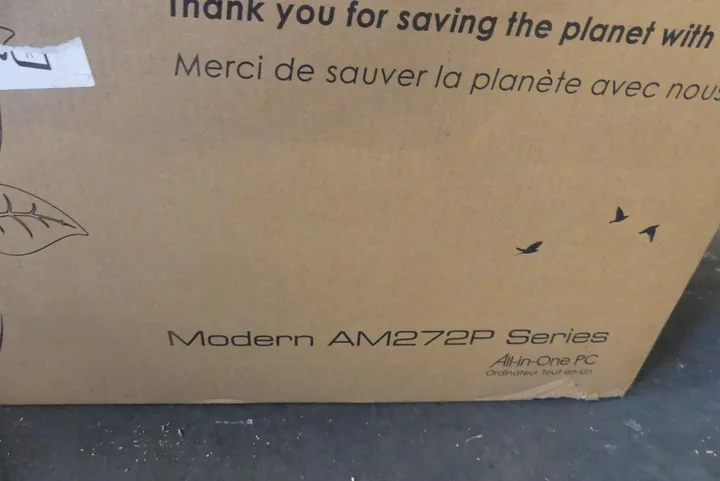 Thank you for saving the planet with
Merci de sauver la planète avec nous
Modern AM272P Series
All-in-One PC
Ordinateur Tout-en-Un